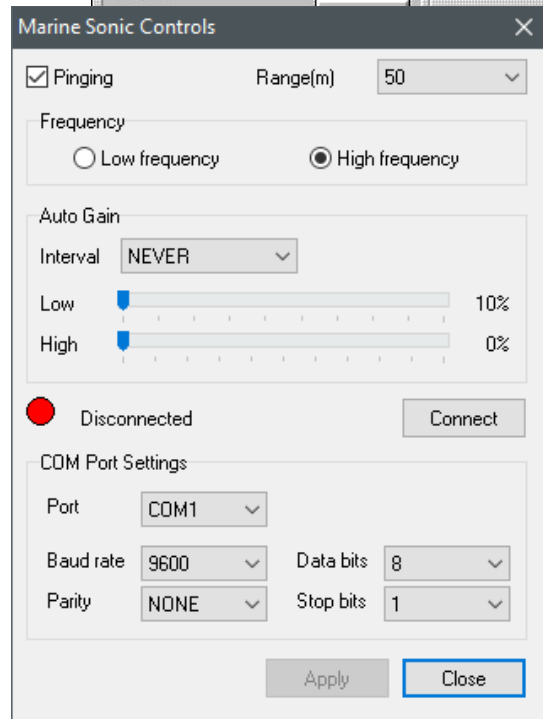 Marine Sonic Controls
Pinging Range(m) 50
Frequency
Low frequency High frequency
Auto Gain
Interval NEVER
Low 10%
High 0%
Disconnected Connect
COM Port Settings
Port COM1
Baud rate 9600 Data bits 8
Parity NONE Stop bits 1
Apply Close